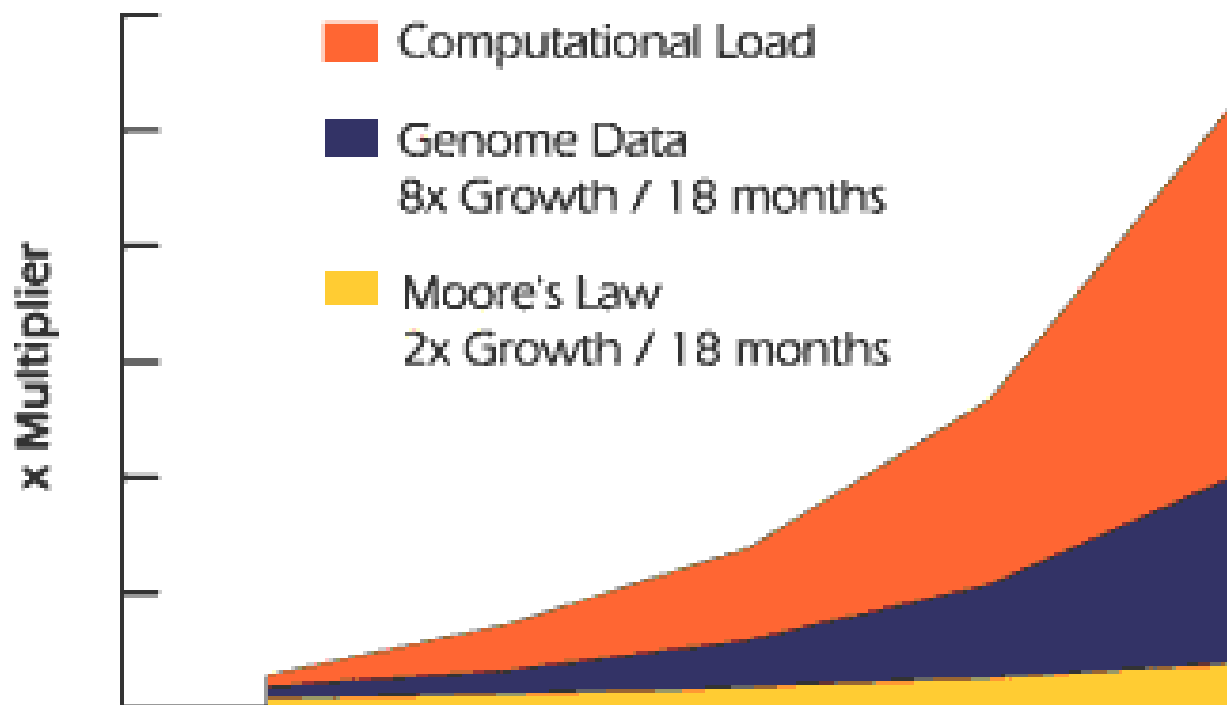 Computational Load
Genome Data
8x Growth / 18 months
Moore's Law
2x Growth / 18 months
x Multiplier